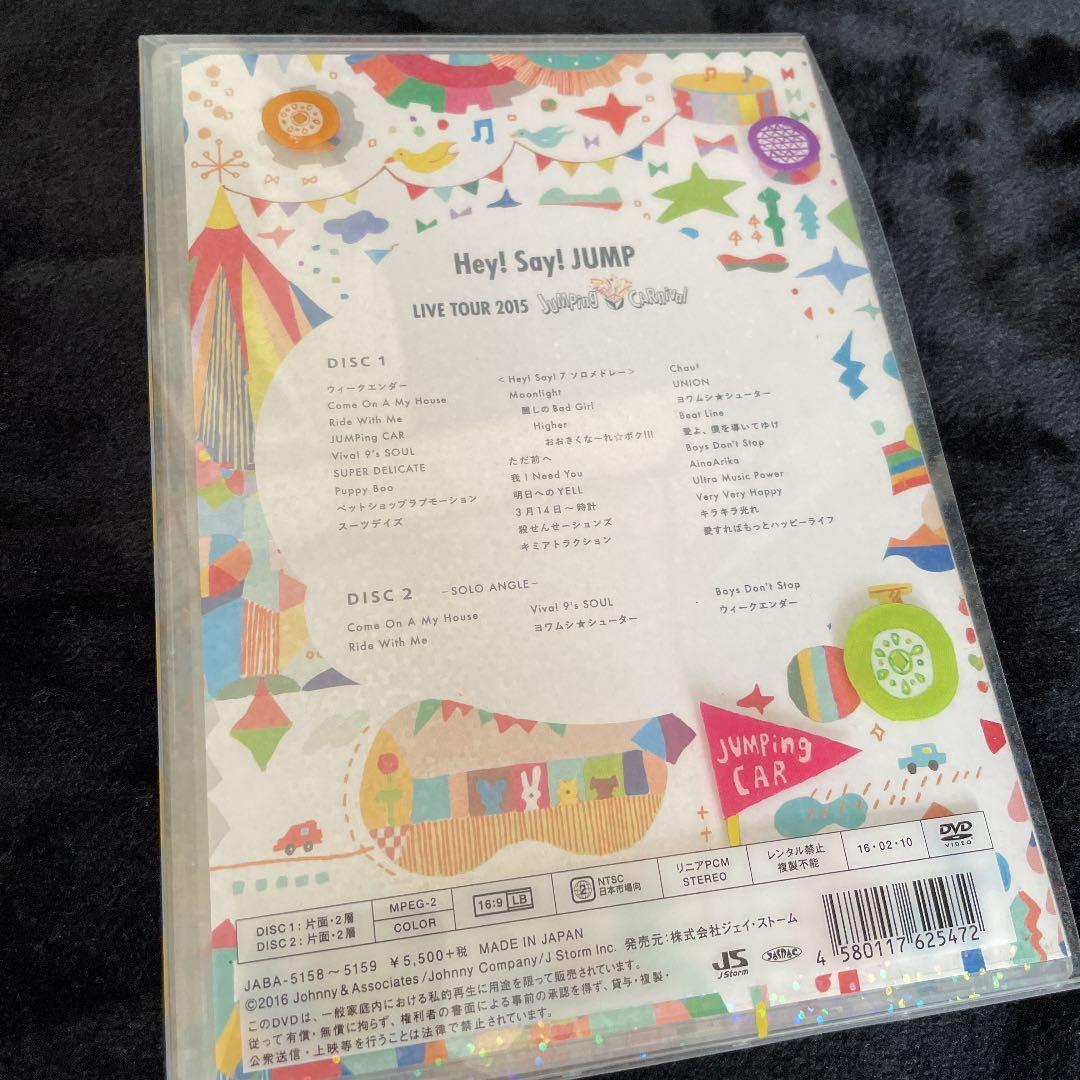 Hey! Say! JUMP
LIVE TOUR 2015 JUMPing CARnival
DISC 1
ウィークエンダー
Come On A My House
Ride With Me
JUMPing CAR
Viva! 9's SOUL
SUPER DELICATE
Puppy Boo
ペットショップラブモーション
スーツデイズ
<Hey! Say! 7 ソロメドレー>
Moonlight
麗しのBad Girl
Higher
おおきくな〜れ☆ボク!!!
ただ前へ
我 I Need You
明日へのYELL
3月14日〜時計
殺せんせーションズ
キミアトラクション
Chau♯
UNION
ヨワムシ★シューター
Beat Line
愛よ、僕を導いてゆけ
Boys Don't Stop
AinoArika
Ultra Music Power
Very Very Happy
キラキラ光れ
愛すればもっとハッピーライフ
DISC 2 −SOLO ANGLE−
Come On A My House
Ride With Me
Viva! 9's SOUL
ヨワムシ★シューター
Boys Don't Stop
ウィークエンダー
JUMPing
CAR
DISC 1：片面・2層
DISC 2：片面・2層
MPEG-2
COLOR
16:9 LB
2 NTSC
日本市場向
リニアPCM
STEREO
レンタル禁止
複製不能
16・02・10
DVD
VIDEO
JABA-5158〜5159 ¥5,500+税 MADE IN JAPAN
©2016 Johnny & Associates/Johnny Company/J Storm Inc. 発売元：株式会社ジェイ・ストーム
このDVDは、一般家庭内における私的再生に用途を限って販売されています。
従って有償・無償に拘らず、権利者の書面による事前の承認を得ず、貸与・複製・
公衆送信・上映等を行うことは法律で禁止されています。
JS
JStorm
JASRAC
4 580117 625472